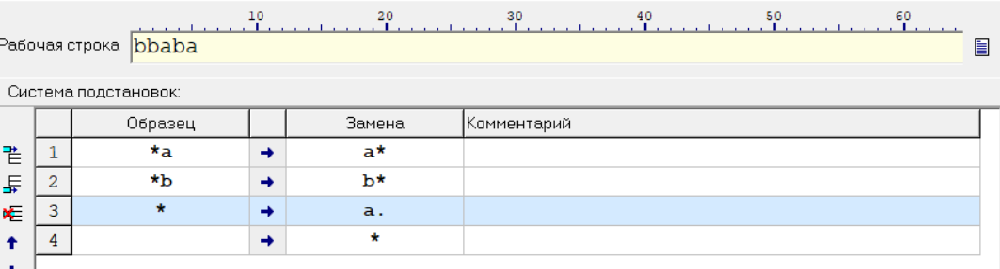 10 20 30 40 50 60
Рабочая строка bbaba
Система подстановок:
Образец Замена Комментарий
1 *a → a*
2 *b → b*
3 * → a.
4 → *